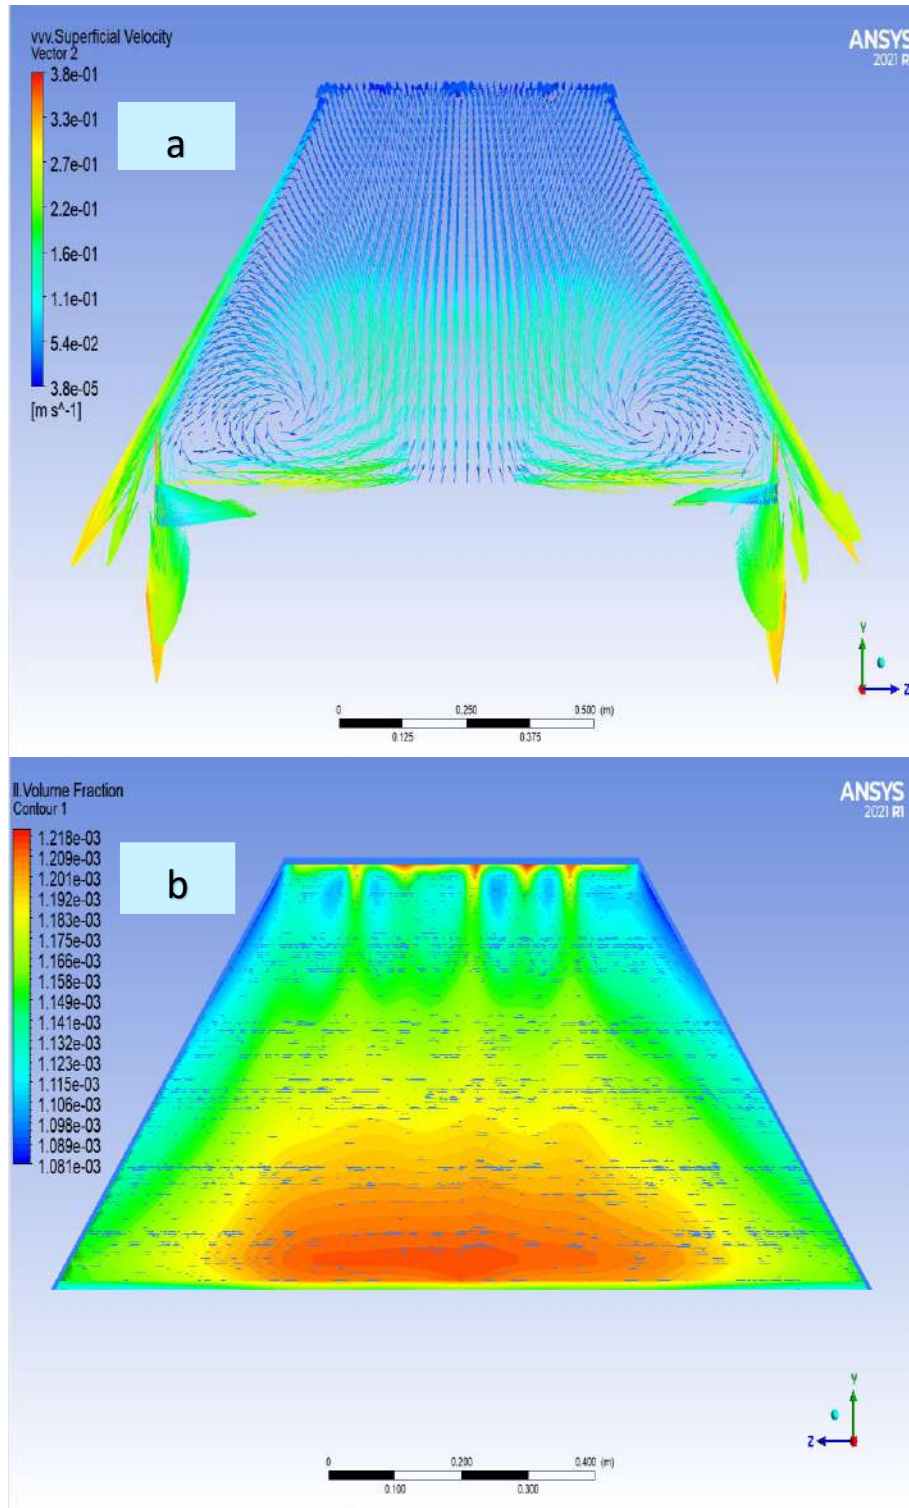 vvv.Superficial Velocity
Vector 2
3.8e-01
3.3e-01
2.7e-01
2.2e-01
1.6e-01
1.1e-01
5.4e-02
3.8e-05
[m s^-1]
a
ANSYS
2021 R
Y
Z
0 0.250 0.500 (m)
0.125 0.375
ll.Volume Fraction
Contour 1
1.218e-03
1.209e-03
1.201e-03
1.192e-03
1.183e-03
1.175e-03
1.166e-03
1.158e-03
1.149e-03
1.141e-03
1.132e-03
1.123e-03
1.115e-03
1.106e-03
1.098e-03
1.089e-03
1.081e-03
b
ANSYS
2021 R1
Y
Z
0 0.200 0.400 (m)
0.100 0.300